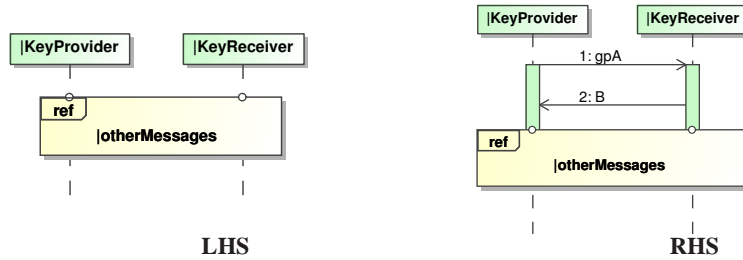 |KeyProvider |KeyReceiver
ref
|otherMessages
LHS
|KeyProvider |KeyReceiver
1: gpA
2: B
ref
|otherMessages
RHS